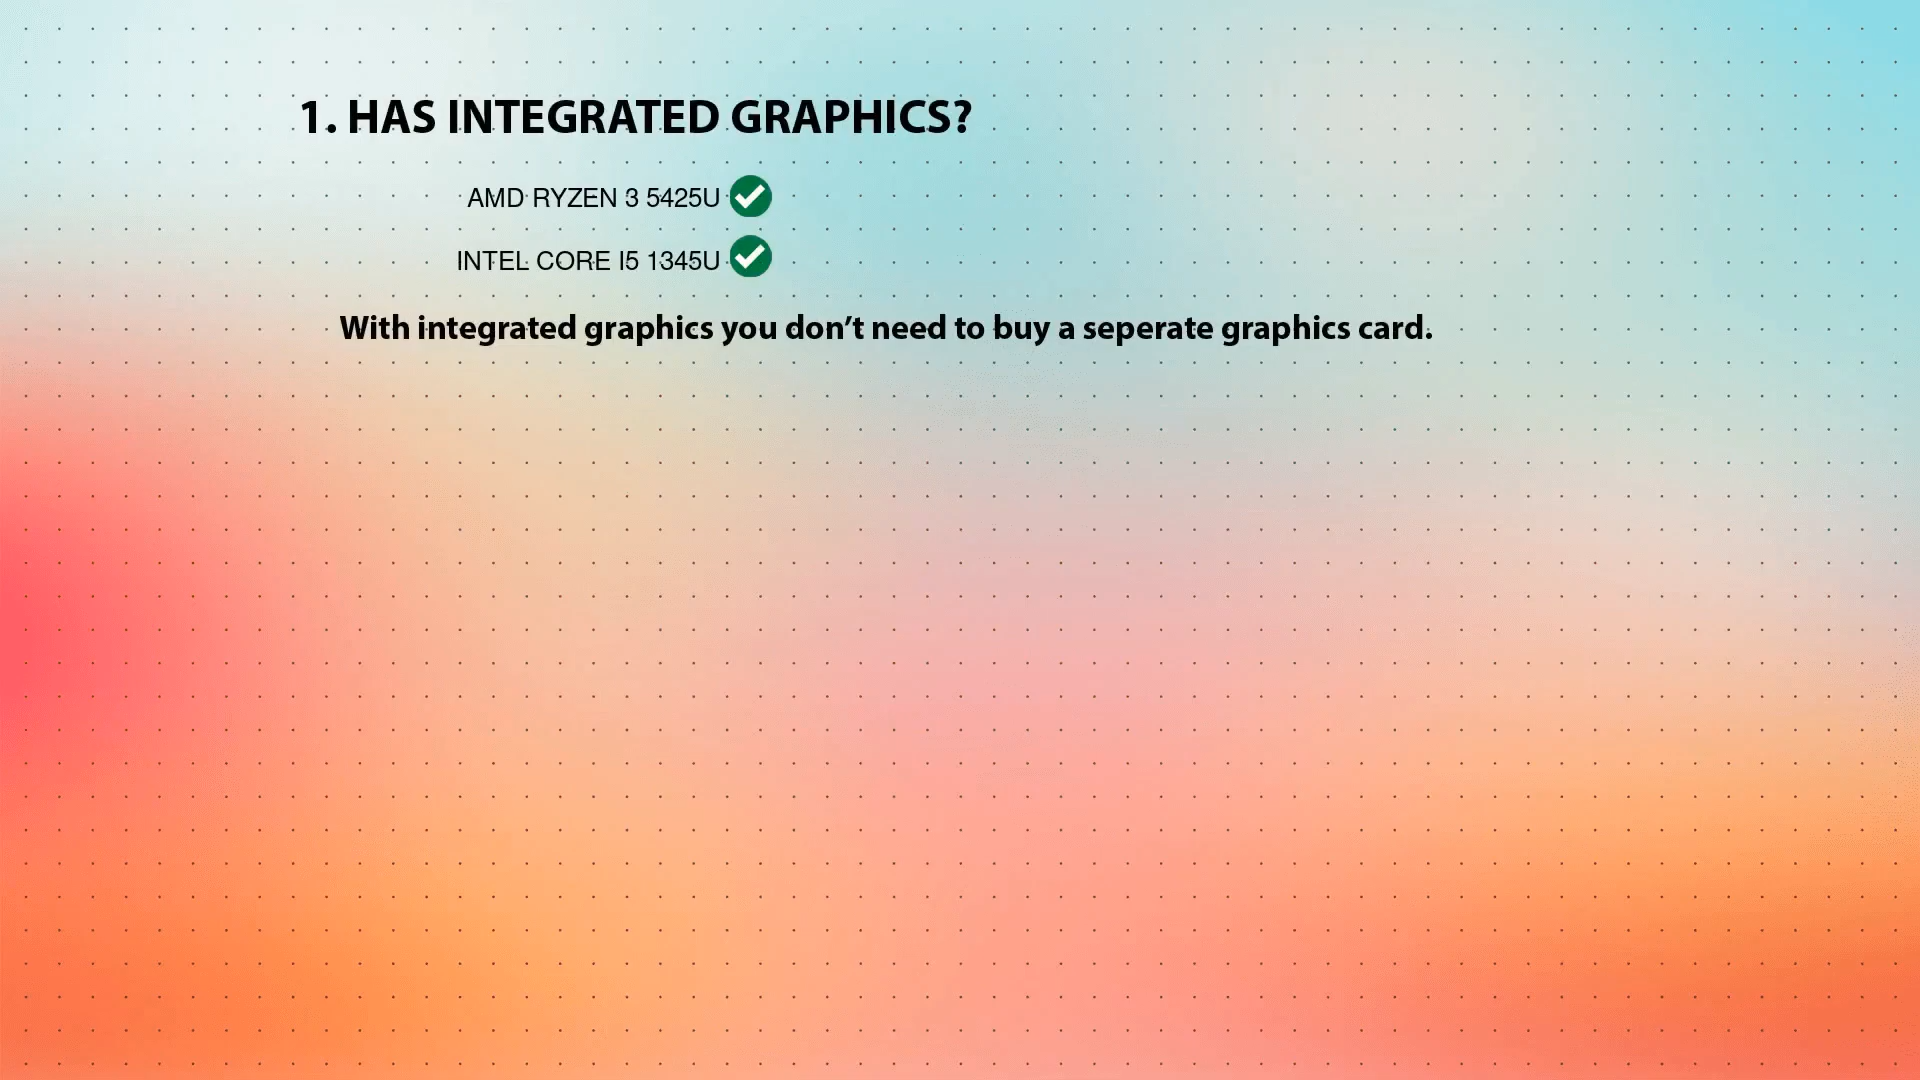 1. HAS INTEGRATED GRAPHICS?
AMD RYZEN 3 5425U
INTEL CORE I5 1345U
With integrated graphics you don’t need to buy a seperate graphics card.